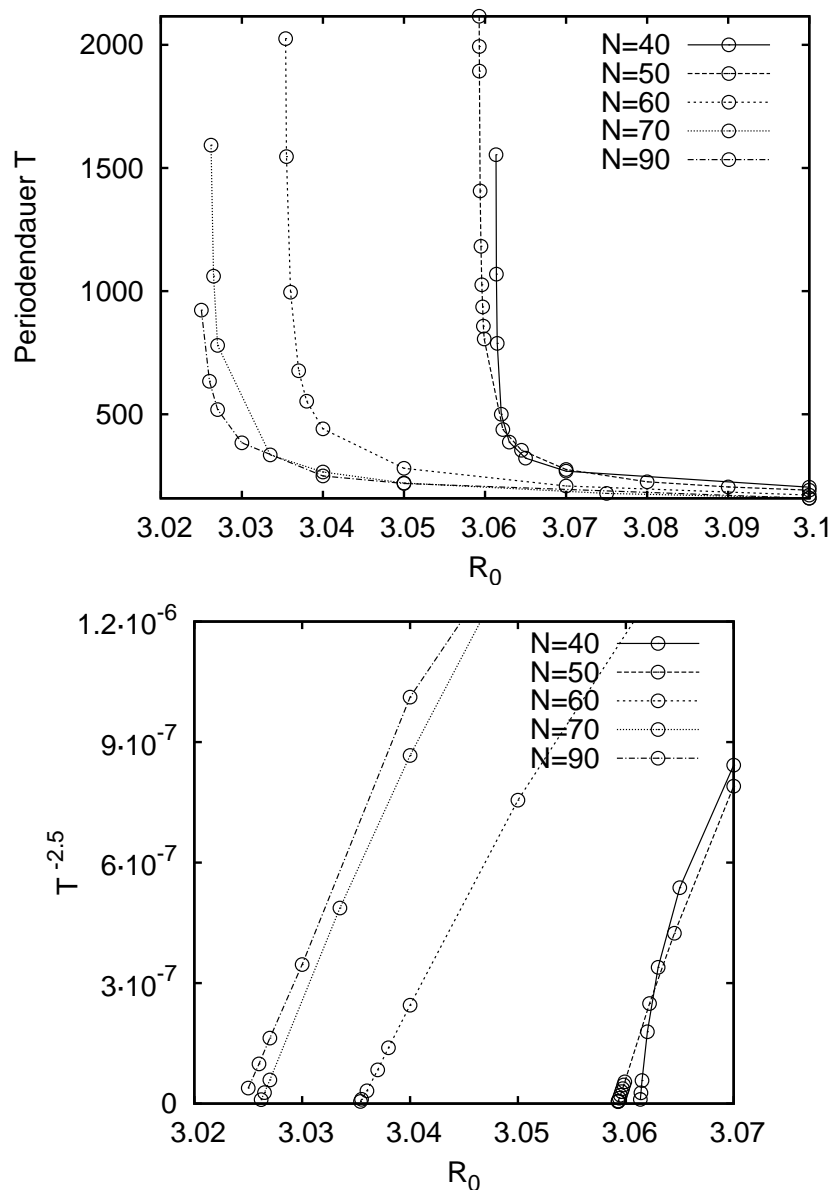 2000
1500
1000
500
Periodendauer T
3.02 3.03 3.04 3.05 3.06 3.07 3.08 3.09 3.1
R0
N=40
N=50
N=60
N=70
N=90
1.2·10-6
9·10-7
6·10-7
3·10-7
0
T-2.5
3.02 3.03 3.04 3.05 3.06 3.07
R0
N=40
N=50
N=60
N=70
N=90